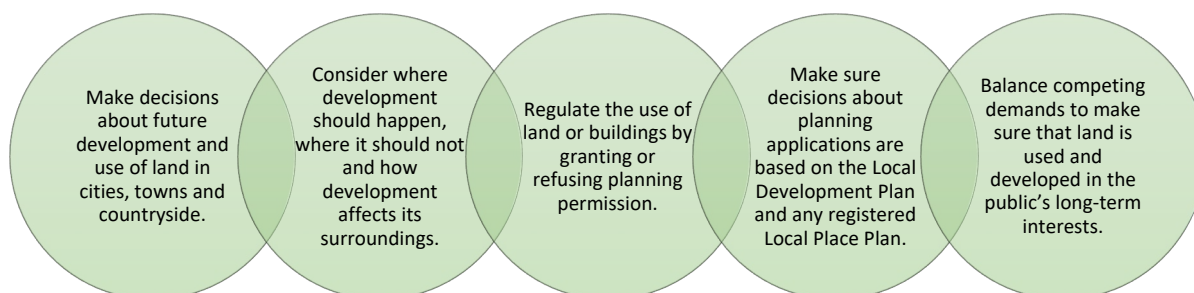 Make decisions
about future
development and
use of land in
cities, towns and
countryside.
Consider where
development
should happen,
where it should not
and how
development
affects its
surroundings.
Regulate the use of
land or buildings by
granting or
refusing planning
permission.
Make sure
decisions about
planning
applications are
based on the Local
Development Plan
and any registered
Local Place Plan.
Balance competing
demands to make
sure that land is
used and
developed in the
public’s long-term
interests.